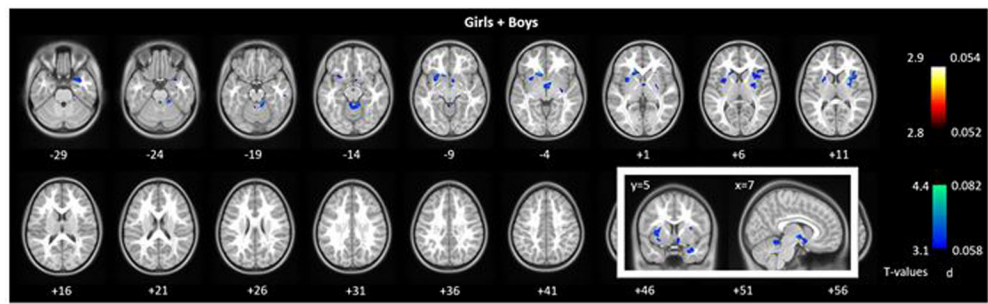 Girls + Boys
-29 -24 -19 -14 -9 -4 +1 +6 +11
2.9 0.054
2.8 0.052
y=5 x=7
+16 +21 +26 +31 +36 +41 +46 +51 +56
4.4 0.082
3.1 0.058
T-values d